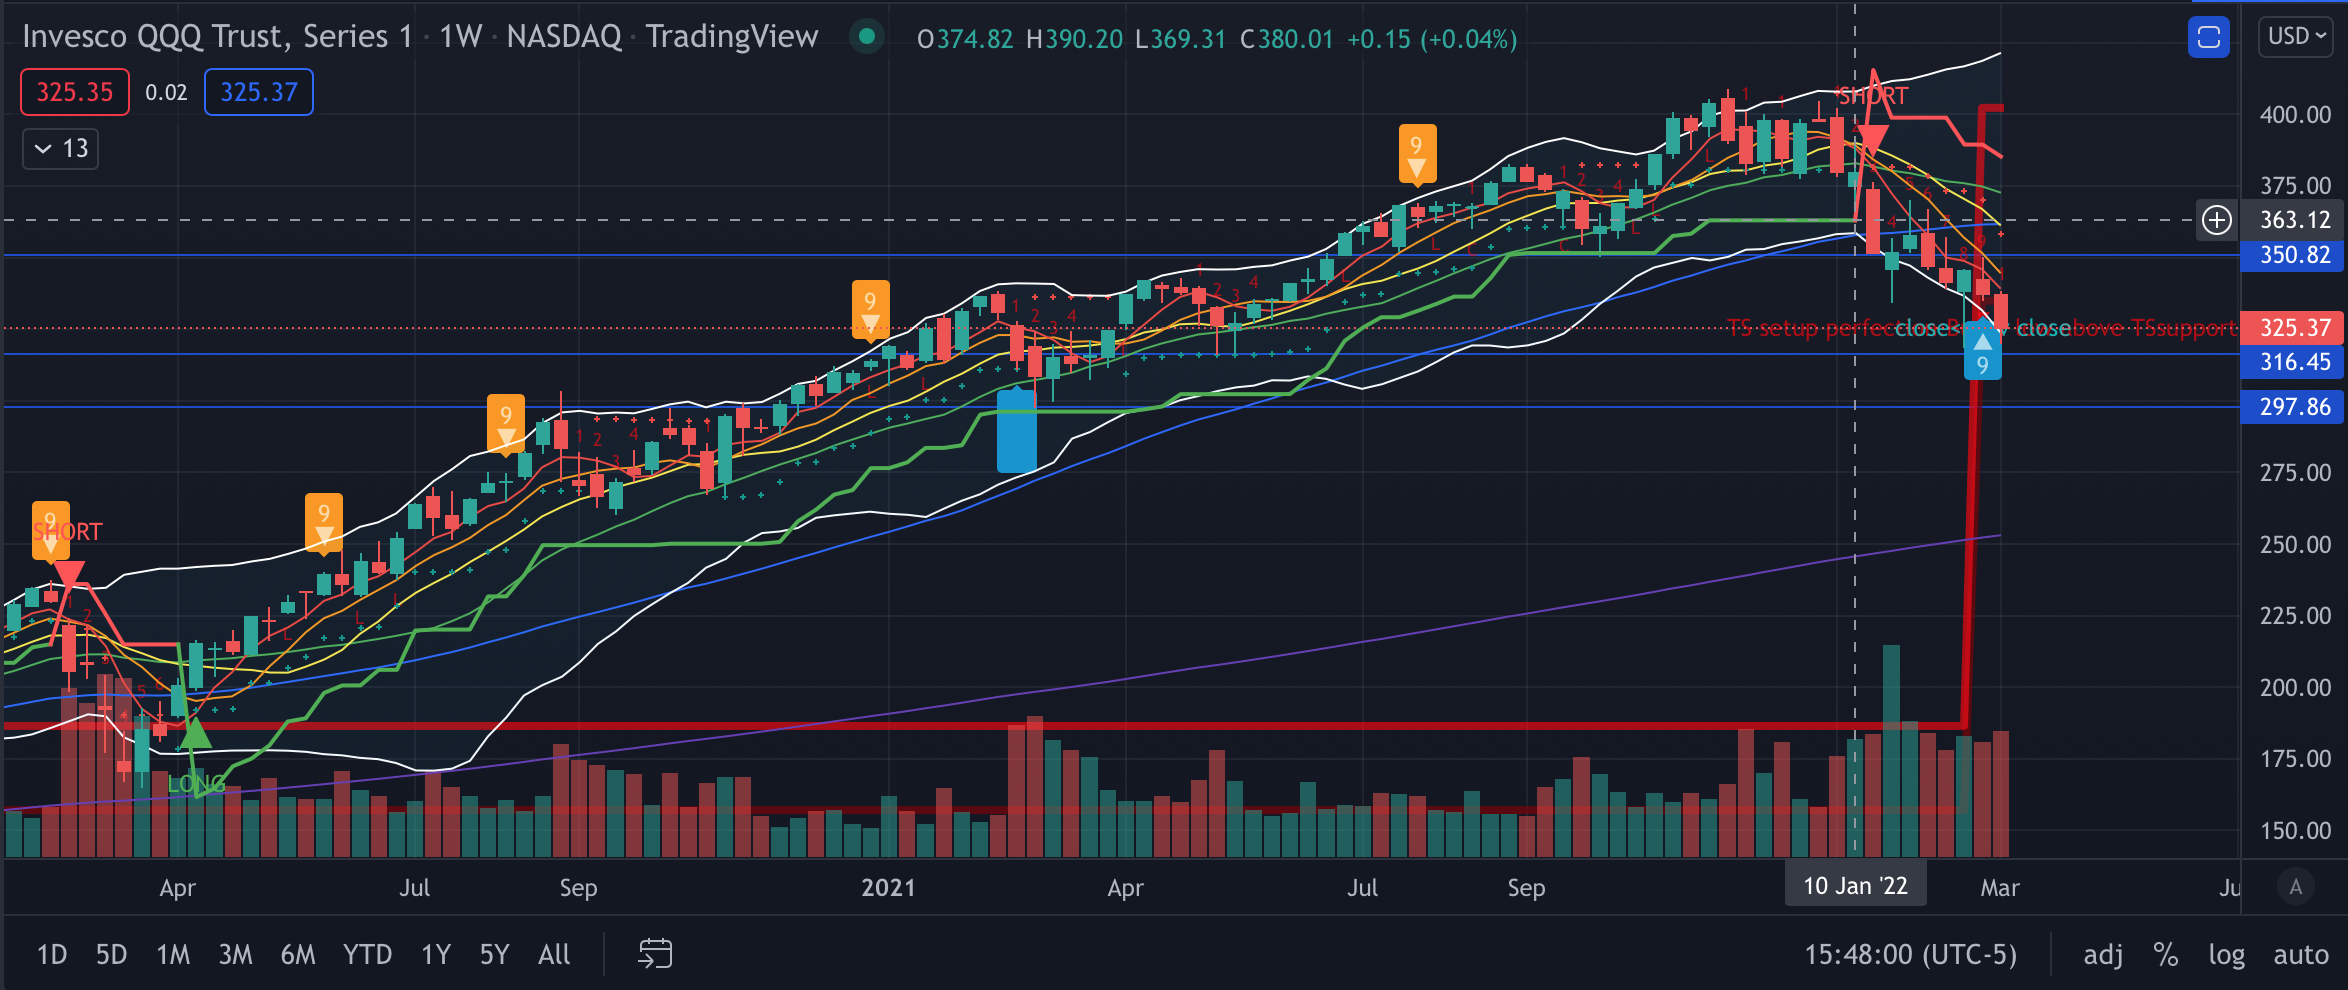 Invesco QQQ Trust, Series 1 · 1W · NASDAQ · TradingView O374.82 H390.20 L369.31 C380.01 +0.15 (+0.04%)
USD
325.35 0.02 325.37
13
400.00
375.00
363.12
350.82
325.37
316.45
297.86
275.00
250.00
225.00
200.00
175.00
150.00
9
SHORT
LONG
9
9
9
9
SHORT
9
TS setup perfect
close<
close
above TSsupport
Apr Jul Sep 2021 Apr Jul Sep 10 Jan '22 Mar
A
1D 5D 1M 3M 6M YTD 1Y 5Y All 15:48:00 (UTC-5) adj % log auto